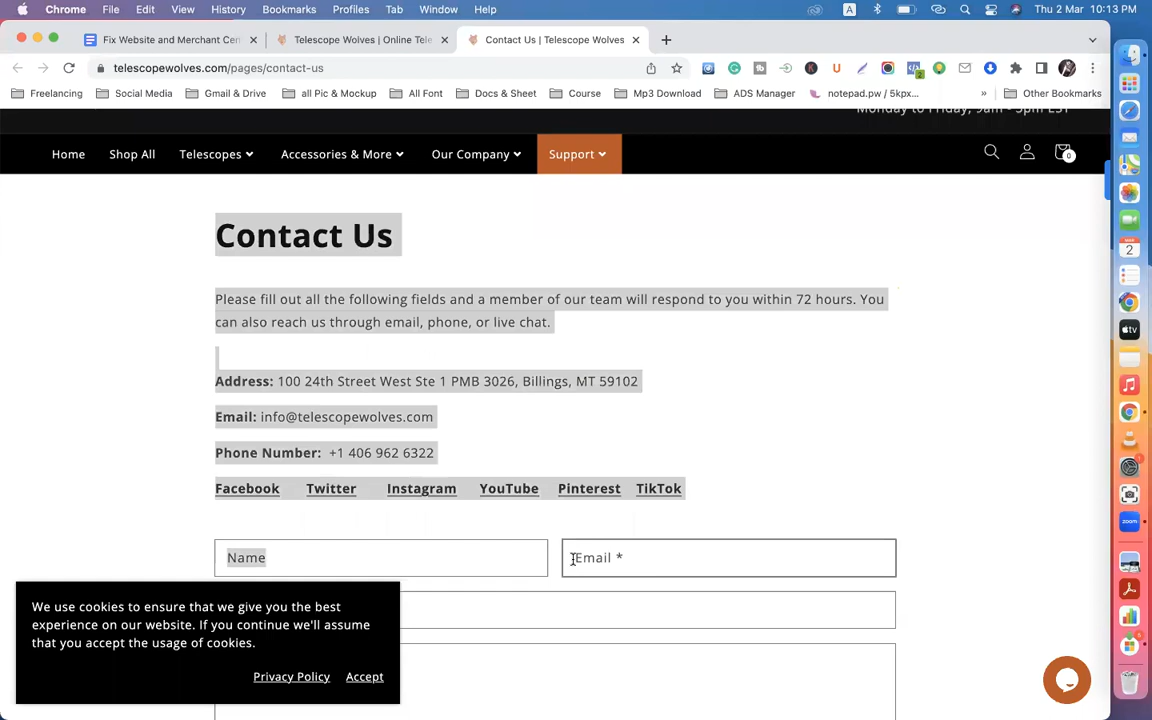 Chrome File Edit View History Bookmarks Profiles Tab Window Help A Thu 2 Mar 10:13 PM
Fix Website and Merchant Cen Telescope Wolves | Online Tele Contact Us | Telescope Wolves
telescopewolves.com/pages/contact-us
Freelancing Social Media Gmail & Drive all Pic & Mockup All Font Docs & Sheet Course Mp3 Download ADS Manager notepad.pw / 5kpx... » Other Bookmarks
Monday to Friday, 9am - 5pm EST
Home Shop All Telescopes Accessories & More Our Company Support 0
Contact Us
Please fill out all the following fields and a member of our team will respond to you within 72 hours. You
can also reach us through email, phone, or live chat.
Address: 100 24th Street West Ste 1 PMB 3026, Billings, MT 59102
Email: info@telescopewolves.com
Phone Number: +1 406 962 6322
Facebook Twitter Instagram YouTube Pinterest TikTok
Name Email *
We use cookies to ensure that we give you the best
experience on our website. If you continue we'll assume
that you accept the usage of cookies.
Privacy Policy Accept